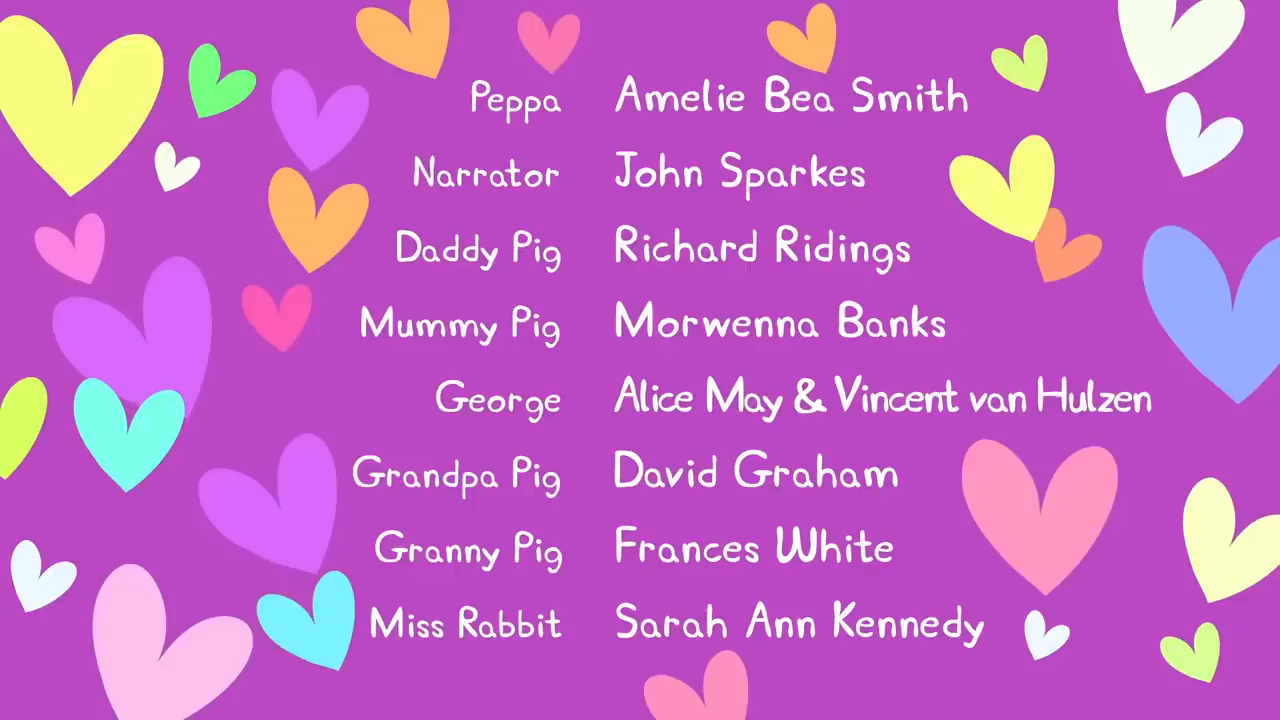 Peppa Amelie Bea Smith
Narrator John Sparkes
Daddy Pig Richard Ridings
Mummy Pig Morwenna Banks
George Alice May & Vincent van Hulzen
Grandpa Pig David Graham
Granny Pig Frances White
Miss Rabbit Sarah Ann Kennedy